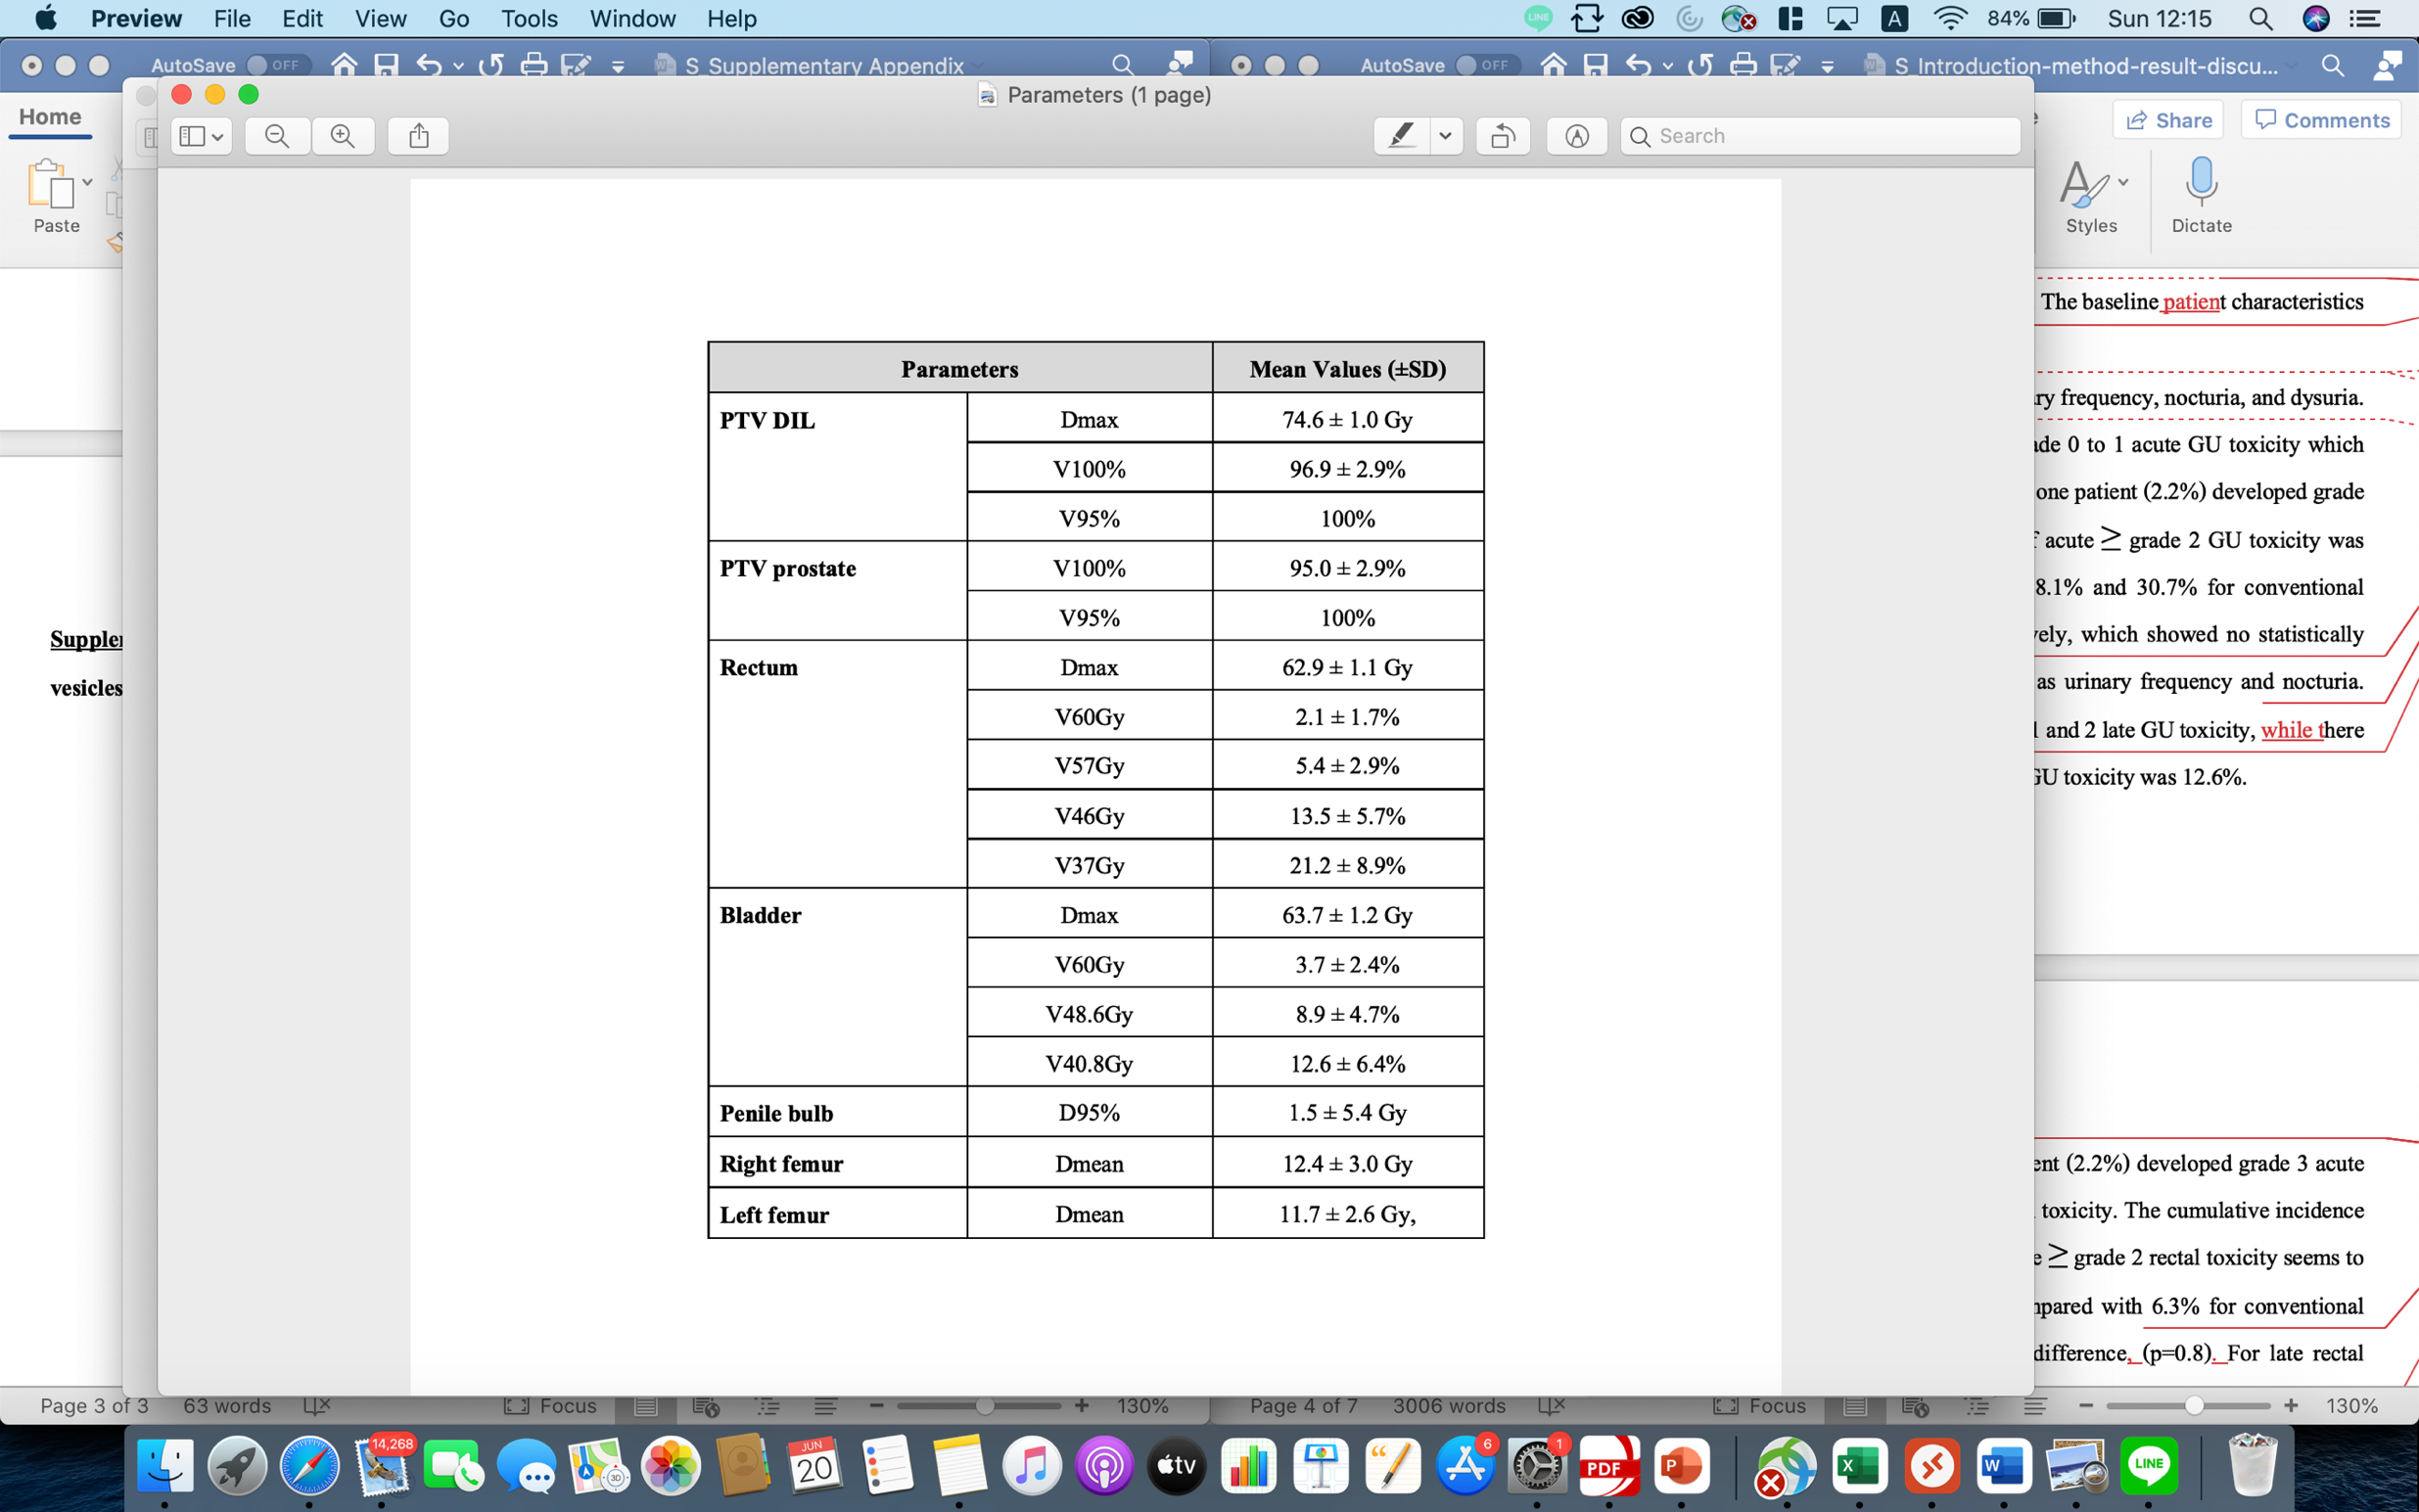 Preview File Edit View Go Tools Window Help LINE A 84% Sun 12:15
AutoSave OFF S_Supplementary Appendix
AutoSave OFF S_Introduction-method-result-discu...
Home
Parameters (1 page)
Search
Share Comments
Paste
Styles Dictate
Parameters Mean Values (±SD)
PTV DIL Dmax 74.6 ± 1.0 Gy
V100% 96.9 ± 2.9%
V95% 100%
PTV prostate V100% 95.0 ± 2.9%
V95% 100%
Rectum Dmax 62.9 ± 1.1 Gy
V60Gy 2.1 ± 1.7%
V57Gy 5.4 ± 2.9%
V46Gy 13.5 ± 5.7%
V37Gy 21.2 ± 8.9%
Bladder Dmax 63.7 ± 1.2 Gy
V60Gy 3.7 ± 2.4%
V48.6Gy 8.9 ± 4.7%
V40.8Gy 12.6 ± 6.4%
Penile bulb D95% 1.5 ± 5.4 Gy
Right femur Dmean 12.4 ± 3.0 Gy
Left femur Dmean 11.7 ± 2.6 Gy,
vesicles
The baseline patient characteristics
frequency, nocturia, and dysuria.
0 to 1 acute GU toxicity which
one patient (2.2%) developed grade
acute ≥ grade 2 GU toxicity was
8.1% and 30.7% for conventional
which showed no statistically
as urinary frequency and nocturia.
and 2 late GU toxicity, while there
GU toxicity was 12.6%.
(2.2%) developed grade 3 acute
toxicity. The cumulative incidence
≥ grade 2 rectal toxicity seems to
with 6.3% for conventional
difference, (p=0.8). For late rectal
Page 3 of 3 63 words Focus 130%
Page 4 of 7 3006 words Focus 130%
14,268 3D JUN 20 tv 6 1 PDF P X W LINE